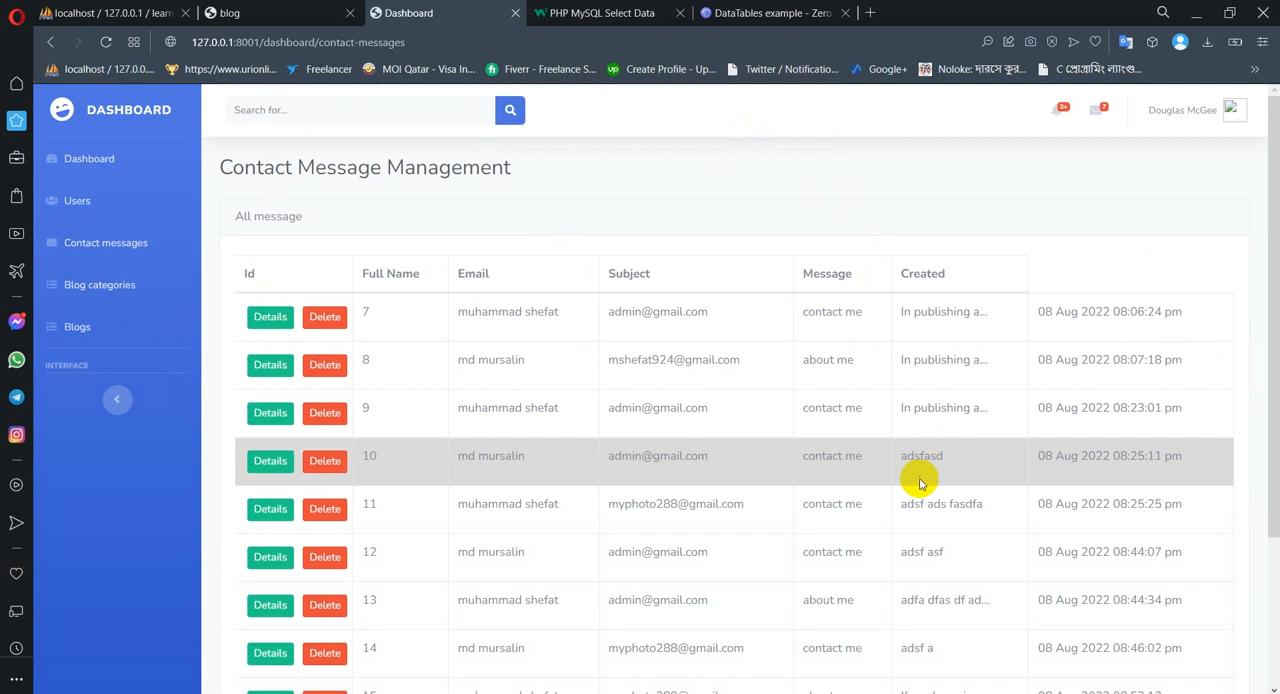 localhost / 127.0.0.1 / learn
blog
Dashboard
PHP MySQL Select Data
DataTables example - Zero
127.0.0.1:8001/dashboard/contact-messages
localhost / 127.0.0....
https://www.urionli...
Freelancer
MOI Qatar - Visa In...
Fiverr - Freelance S...
Create Profile - Up...
Twitter / Notificatio...
Google+
Noloke: দারসে কুর...
C প্রোগ্রামিং ল্যাংগু...
DASHBOARD
Search for...
3+
7
Douglas McGee
Dashboard
Users
Contact messages
Blog categories
Blogs
INTERFACE
Contact Message Management
All message
Id Full Name Email Subject Message Created
Details Delete 7 muhammad shefat admin@gmail.com contact me In publishing a... 08 Aug 2022 08:06:24 pm
Details Delete 8 md mursalin mshefat924@gmail.com about me In publishing a... 08 Aug 2022 08:07:18 pm
Details Delete 9 muhammad shefat admin@gmail.com contact me In publishing a... 08 Aug 2022 08:23:01 pm
Details Delete 10 md mursalin admin@gmail.com contact me adsfasd 08 Aug 2022 08:25:11 pm
Details Delete 11 muhammad shefat myphoto288@gmail.com contact me adsf ads fasdfa 08 Aug 2022 08:25:25 pm
Details Delete 12 md mursalin admin@gmail.com contact me adsf asf 08 Aug 2022 08:44:07 pm
Details Delete 13 muhammad shefat admin@gmail.com about me adfa dfas df ad... 08 Aug 2022 08:44:34 pm
Details Delete 14 md mursalin myphoto288@gmail.com contact me adsf a 08 Aug 2022 08:46:02 pm